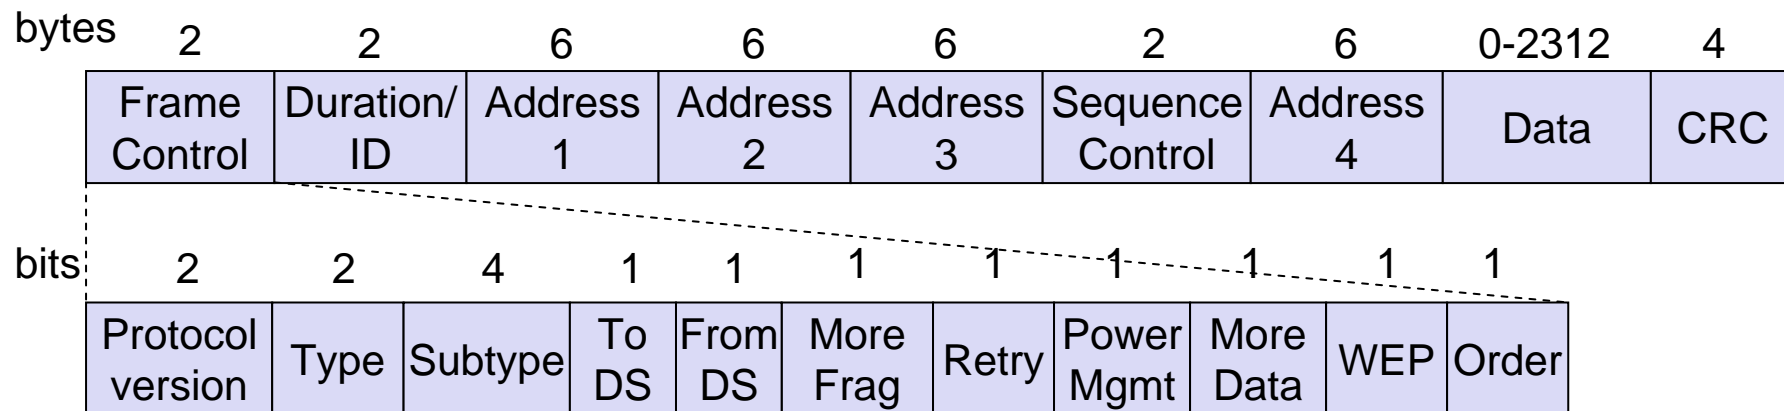 bytes 2 2 6 6 6 2 6 0-2312 4
Frame Duration/ Address Address Address Sequence Address Data CRC
Control ID 1 2 3 Control 4
bits 2 2 4 1 1 1 1 1 1 1 1
Protocol Type Subtype To From More Retry Power More WEP Order
version DS DS Frag Mgmt Data